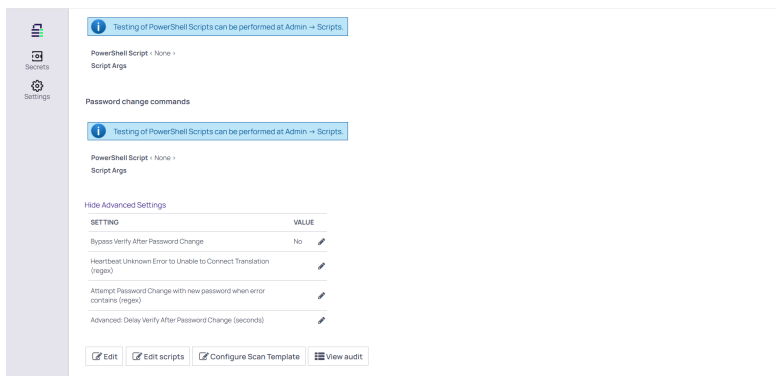 Testing of PowerShell Scripts can be performed at Admin → Scripts.
PowerShell Script < None >
Script Args
Secrets
Settings
Password change commands
Testing of PowerShell Scripts can be performed at Admin → Scripts.
PowerShell Script < None >
Script Args
Hide Advanced Settings
SETTING VALUE
Bypass Verify After Password Change No
Heartbeat Unknown Error to Unable to Connect Translation
(regex)
Attempt Password Change with new password when error
contains (regex)
Advanced: Delay Verify After Password Change (seconds)
Edit Edit scripts Configure Scan Template View audit